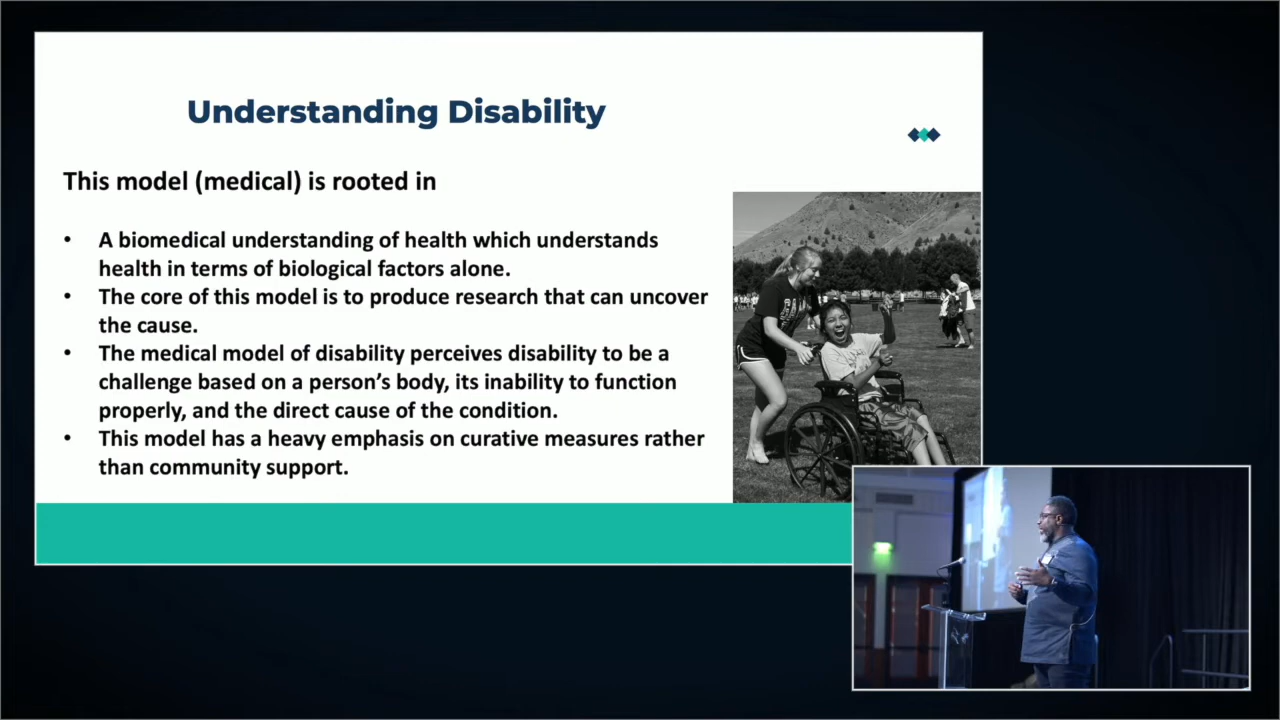 Understanding Disability
This model (medical) is rooted in
• A biomedical understanding of health which understands
health in terms of biological factors alone.
• The core of this model is to produce research that can uncover
the cause.
• The medical model of disability perceives disability to be a
challenge based on a person's body, its inability to function
properly, and the direct cause of the condition.
• This model has a heavy emphasis on curative measures rather
than community support.